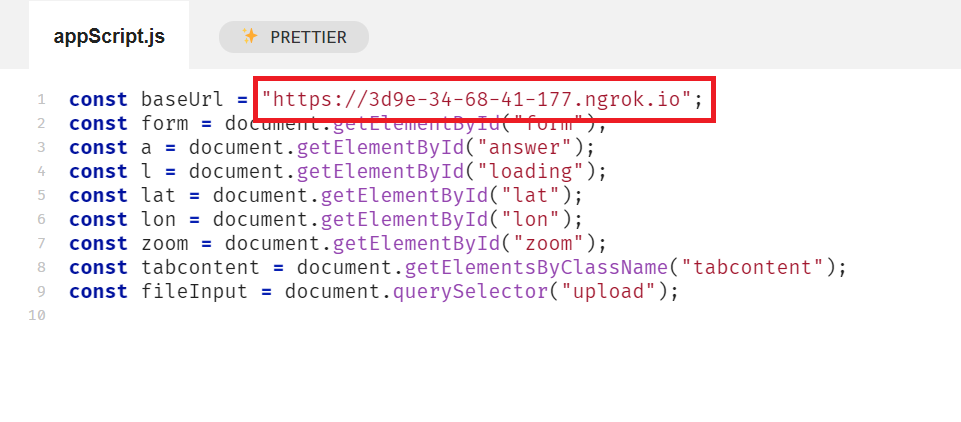 appScript.js
✨ PRETTIER
1 const baseUrl = "https://3d9e-34-68-41-177.ngrok.io";
2 const form = document.getElementById("form");
3 const a = document.getElementById("answer");
4 const l = document.getElementById("loading");
5 const lat = document.getElementById("lat");
6 const lon = document.getElementById("lon");
7 const zoom = document.getElementById("zoom");
8 const tabcontent = document.getElementsByClassName("tabcontent");
9 const fileInput = document.querySelector("upload");
10